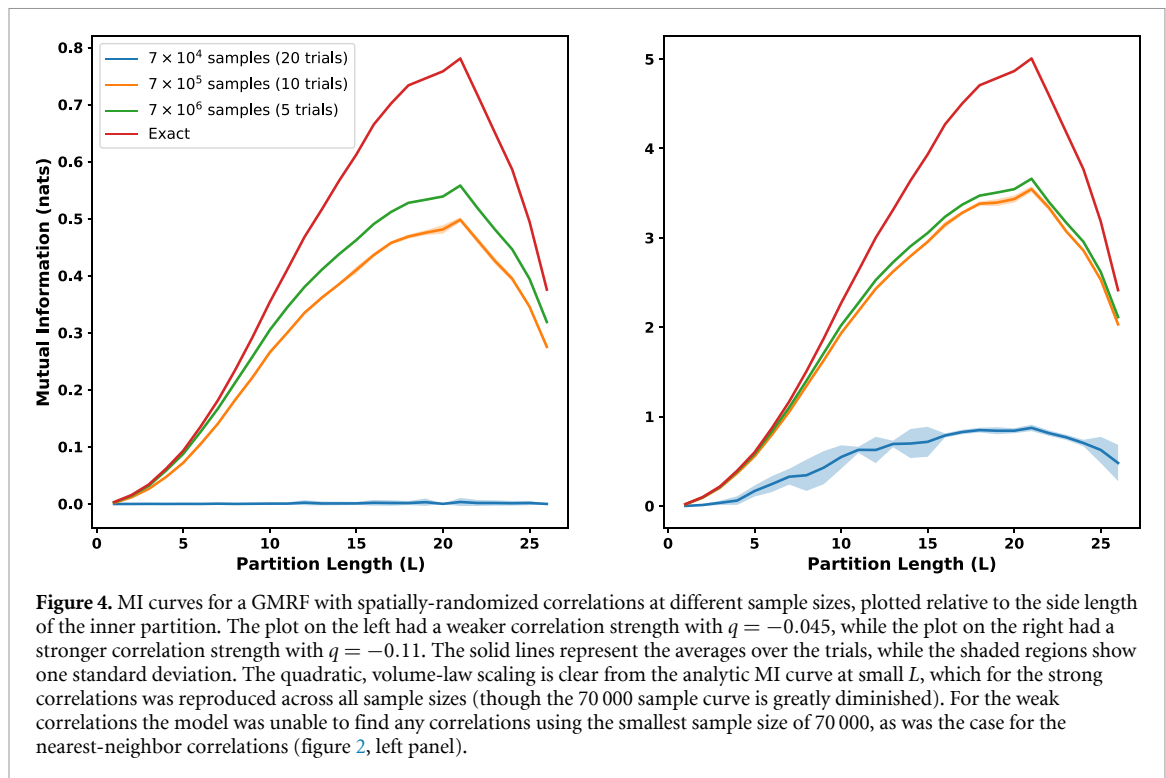 0.8
0.7
0.6
0.5
0.4
0.3
0.2
0.1
0.0
Mutual Information (nats)
7 × 10⁴ samples (20 trials)
7 × 10⁵ samples (10 trials)
7 × 10⁶ samples (5 trials)
Exact
0 5 10 15 20 25
Partition Length (L)
5
4
3
2
1
0
0 5 10 15 20 25
Partition Length (L)
Figure 4. MI curves for a GMRF with spatially-randomized correlations at different sample sizes, plotted relative to the side length
of the inner partition. The plot on the left had a weaker correlation strength with q = −0.045, while the plot on the right had a
stronger correlation strength with q = −0.11. The solid lines represent the averages over the trials, while the shaded regions show
one standard deviation. The quadratic, volume-law scaling is clear from the analytic MI curve at small L, which for the strong
correlations was reproduced across all sample sizes (though the 70 000 sample curve is greatly diminished). For the weak
correlations the model was unable to find any correlations using the smallest sample size of 70 000, as was the case for the
nearest-neighbor correlations (figure 2, left panel).